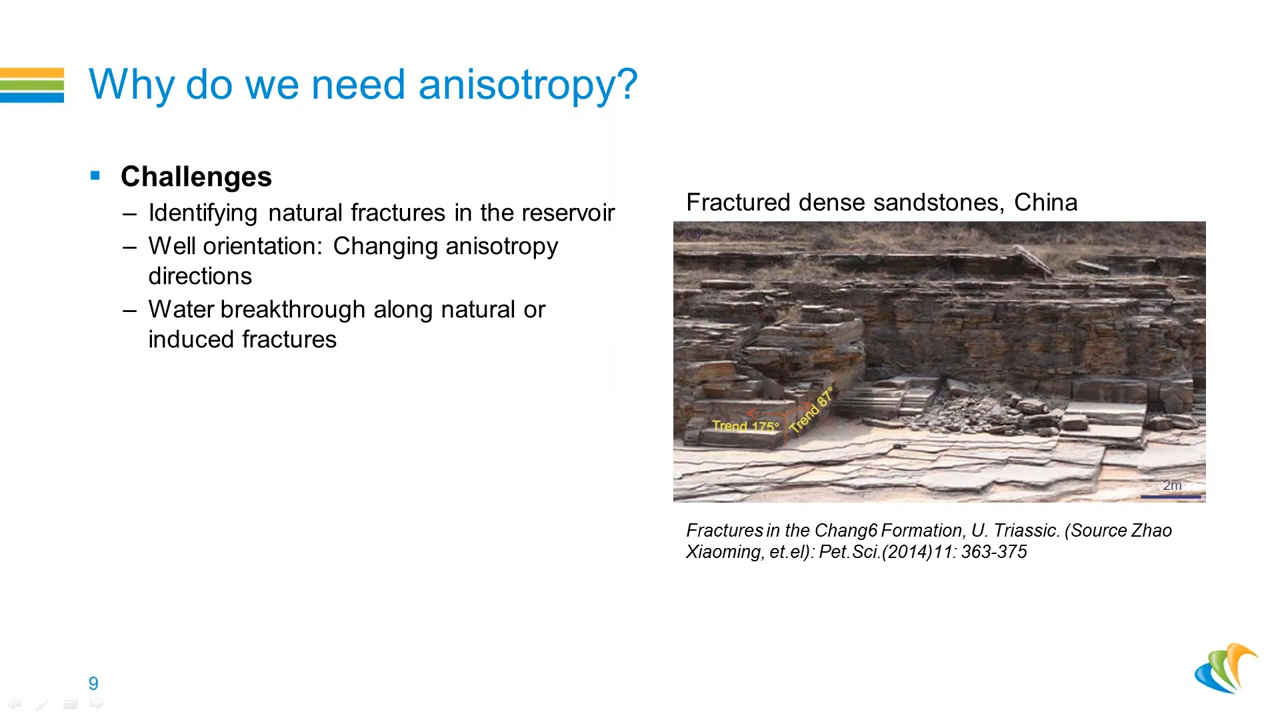 Why do we need anisotropy?
▪ Challenges
– Identifying natural fractures in the reservoir
– Well orientation: Changing anisotropy
directions
– Water breakthrough along natural or
induced fractures
Fractured dense sandstones, China
Trend 175°
Trend 87°
2m
Fractures in the Chang6 Formation, U. Triassic. (Source Zhao
Xiaoming, et.el): Pet.Sci.(2014)11: 363-375
9